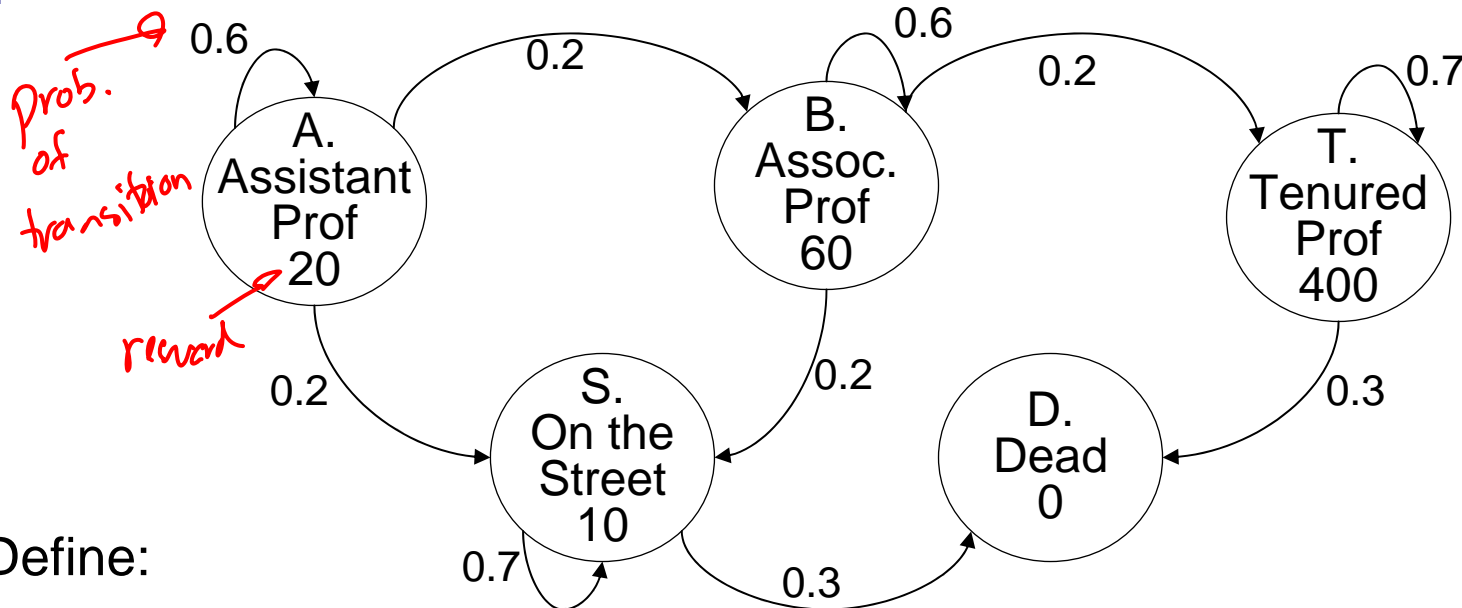 Prob.
of
transition
0.6
0.2
0.6
0.2
0.7
A.
Assistant
Prof
20
B.
Assoc.
Prof
60
T.
Tenured
Prof
400
reward
0.2
0.2
0.3
S.
On the
Street
10
D.
Dead
0
Define:
0.7
0.3